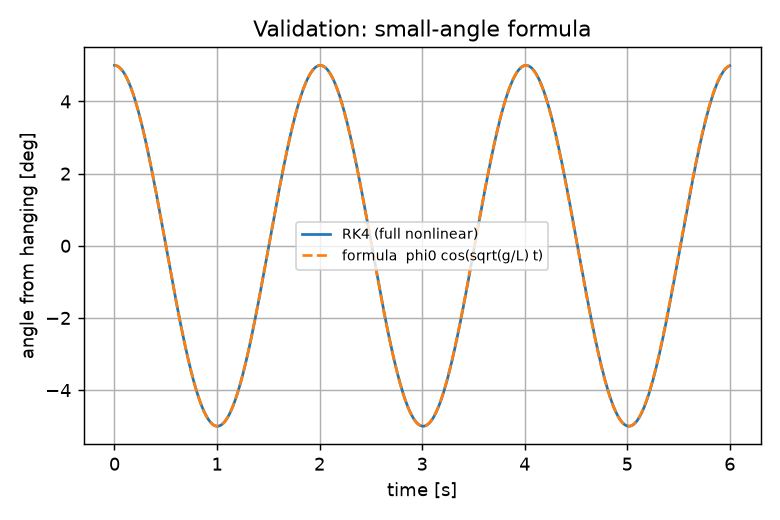 Validation: small-angle formula
angle from hanging [deg]
4
2
0
−2
−4
RK4 (full nonlinear)
formula  phi0 cos(sqrt(g/L) t)
0 1 2 3 4 5 6
time [s]